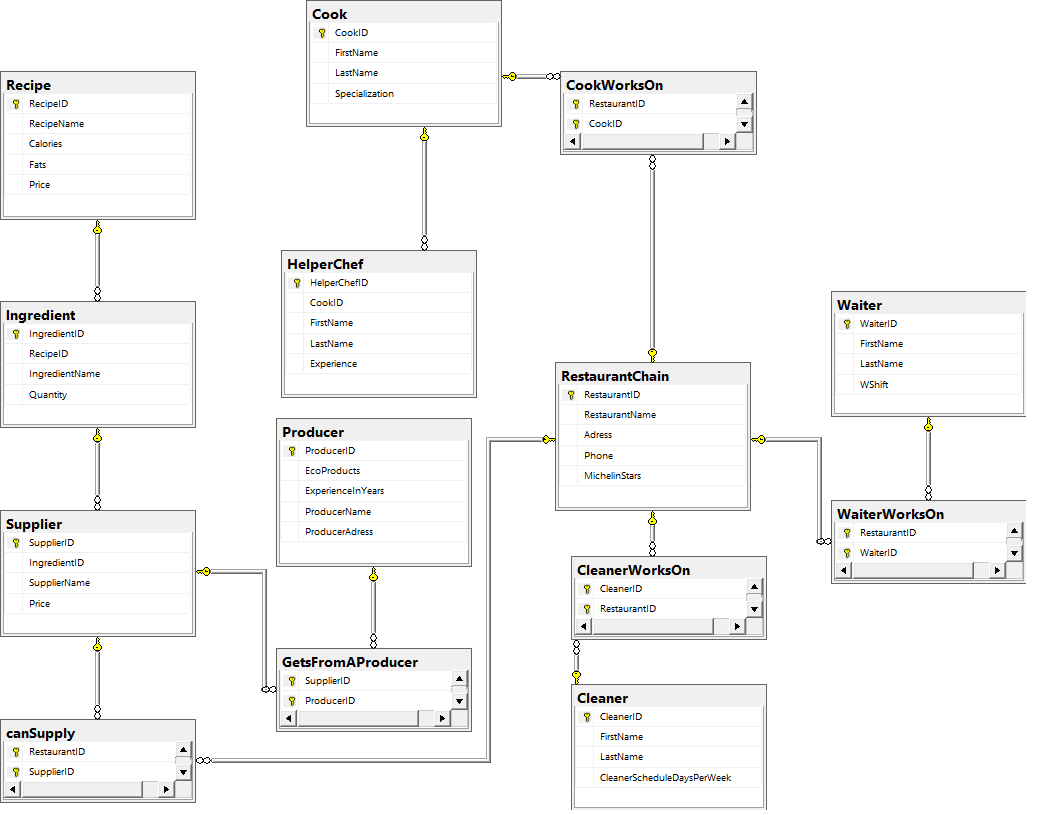 Cook
CookID
FirstName
LastName
Specialization
Recipe
RecipeID
RecipeName
Calories
Fats
Price
CookWorksOn
RestaurantID
CookID
HelperChef
HelperChefID
CookID
FirstName
LastName
Experience
Ingredient
IngredientID
RecipeID
IngredientName
Quantity
Waiter
WaiterID
FirstName
LastName
WShift
RestaurantChain
RestaurantID
RestaurantName
Adress
Phone
MichelinStars
Producer
ProducerID
EcoProducts
ExperienceInYears
ProducerName
ProducerAdress
Supplier
SupplierID
IngredientID
SupplierName
Price
WaiterWorksOn
RestaurantID
WaiterID
CleanerWorksOn
CleanerID
RestaurantID
GetsFromAProducer
SupplierID
ProducerID
Cleaner
CleanerID
FirstName
LastName
CleanerScheduleDaysPerWeek
canSupply
RestaurantID
SupplierID